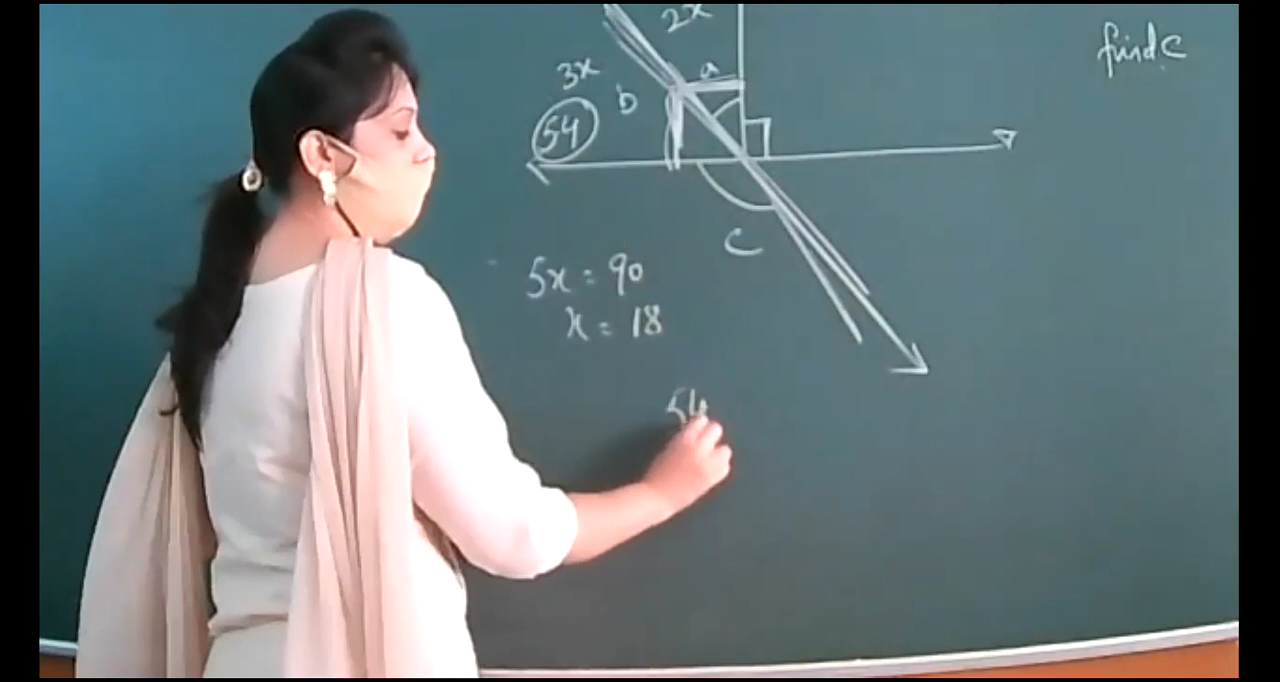 2x
find c
3x
a
b
54
c
5x = 90
x = 18
54